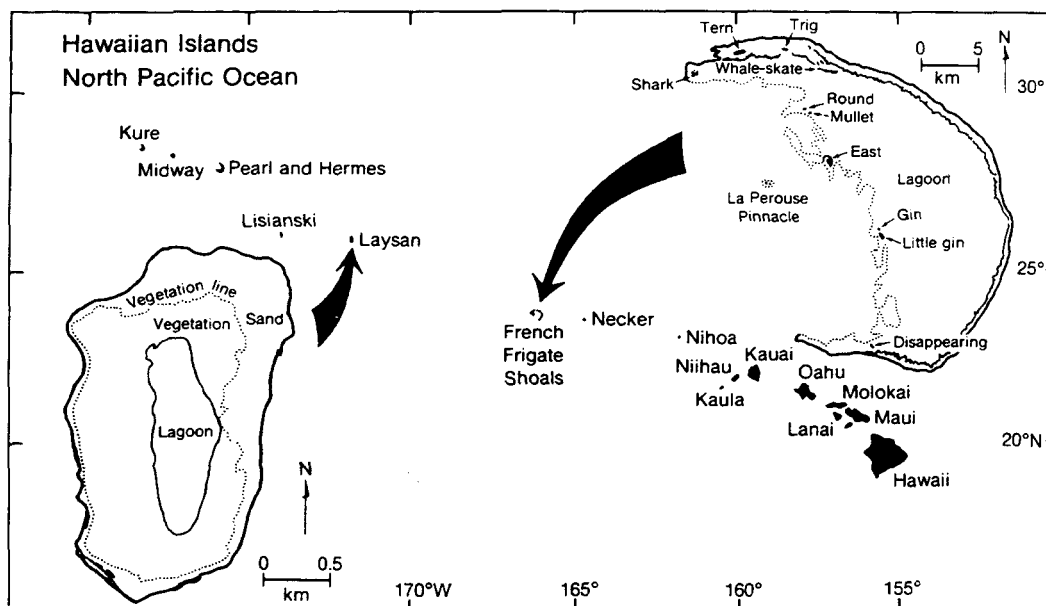 Hawaiian Islands
North Pacific Ocean
Kure
Midway
Pearl and Hermes
Lisianski
Laysan
Vegetation line
Vegetation
Sand
Lagoon
N
0 0.5
km
Tern
Trig
Whale-skate
Shark
Round
Mullet
East
Lagoon
La Perouse
Pinnacle
Gin
Little gin
Disappearing
N
0 5
km
French
Frigate
Shoals
Necker
Nihoa
Niihau
Kauai
Kaula
Oahu
Molokai
Lanai
Maui
Hawaii
30°
25°
20°N
170°W
165°
160°
155°